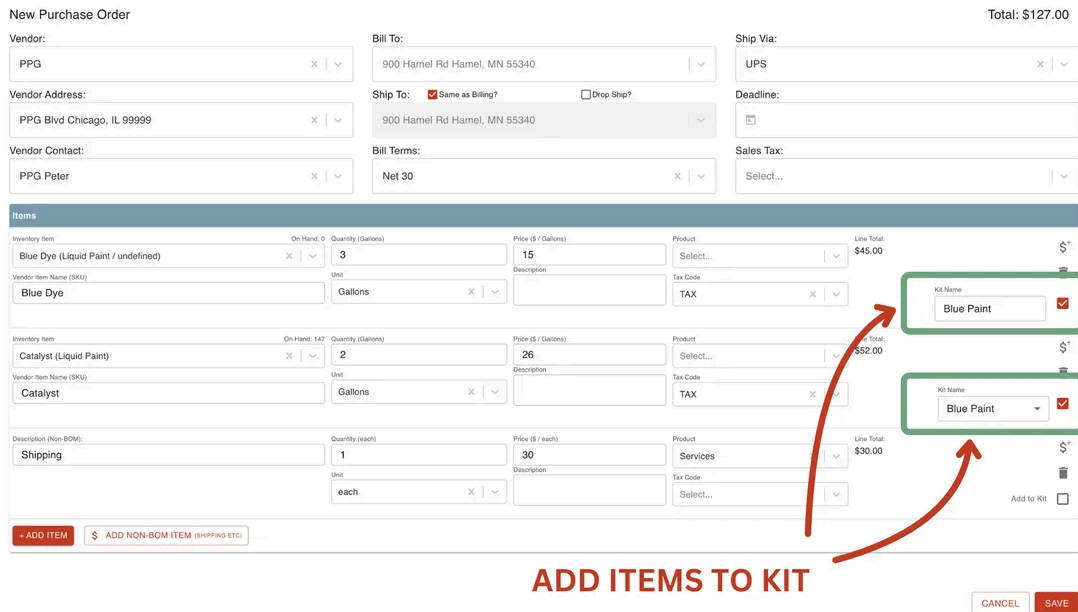 New Purchase Order
Total: $127.00
Vendor:
PPG
Bill To:
900 Hamel Rd Hamel, MN 55340
Ship Via:
UPS
Vendor Address:
PPG Blvd Chicago, IL 99999
Ship To:
Same as Billing?
Drop Ship?
900 Hamel Rd Hamel, MN 55340
Deadline:
Vendor Contact:
PPG Peter
Bill Terms:
Net 30
Sales Tax:
Select...
Items
Inventory Item
On Hand: 0
Blue Dye (Liquid Paint / undefined)
Quantity (Gallons)
3
Price ($ / Gallons)
15
Product
Select...
Line Total:
$45.00
Vendor Item Name (SKU)
Blue Dye
Unit
Gallons
Description
Tax Code
TAX
Kit Name
Blue Paint
Inventory Item
On Hand: 147
Catalyst (Liquid Paint)
Quantity (Gallons)
2
Price ($ / Gallons)
26
Product
Select...
Line Total:
$52.00
Vendor Item Name (SKU)
Catalyst
Unit
Gallons
Description
Tax Code
TAX
Kit Name
Blue Paint
Description (Non-BOM):
Shipping
Quantity (each)
1
Price ($ / each)
30
Product
Services
Line Total:
$30.00
Unit
each
Description
Tax Code
Select...
Add to Kit
+ ADD ITEM
$ ADD NON-BOM ITEM (SHIPPING ETC)
ADD ITEMS TO KIT
CANCEL
SAVE